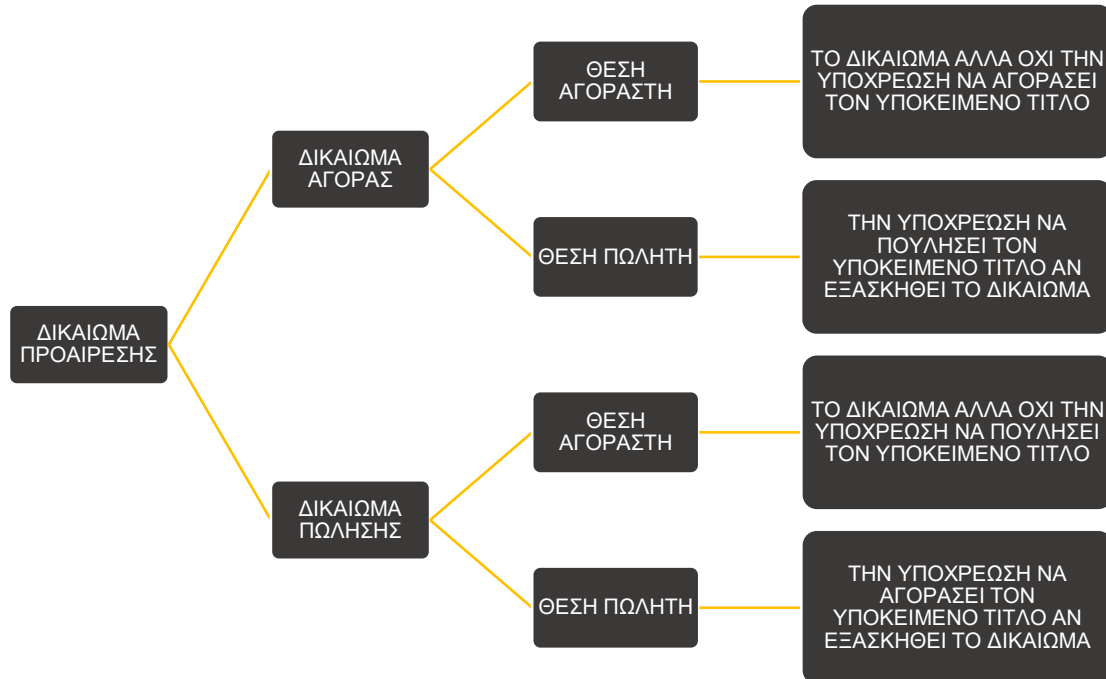 ΔΙΚΑΙΩΜΑ
ΠΡΟΑΙΡΕΣΗΣ
ΔΙΚΑΙΩΜΑ
ΑΓΟΡΑΣ
ΘΕΣΗ
ΑΓΟΡΑΣΤΗ
ΤΟ ΔΙΚΑΙΩΜΑ ΑΛΛΑ ΟΧΙ ΤΗΝ
ΥΠΟΧΡΕΩΣΗ ΝΑ ΑΓΟΡΑΣΕΙ
ΤΟΝ ΥΠΟΚΕΙΜΕΝΟ ΤΙΤΛΟ
ΘΕΣΗ ΠΩΛΗΤΗ
ΤΗΝ ΥΠΟΧΡΕΏΣΗ ΝΑ
ΠΟΥΛΗΣΕΙ ΤΟΝ
ΥΠΟΚΕΙΜΕΝΟ ΤΙΤΛΟ ΑΝ
ΕΞΑΣΚΗΘΕΙ ΤΟ ΔΙΚΑΙΩΜΑ
ΔΙΚΑΙΩΜΑ
ΠΩΛΗΣΗΣ
ΘΕΣΗ
ΑΓΟΡΑΣΤΗ
ΤΟ ΔΙΚΑΙΩΜΑ ΑΛΛΑ ΟΧΙ ΤΗΝ
ΥΠΟΧΡΕΩΣΗ ΝΑ ΠΟΥΛΗΣΕΙ
ΤΟΝ ΥΠΟΚΕΙΜΕΝΟ ΤΙΤΛΟ
ΘΕΣΗ ΠΩΛΗΤΗ
ΤΗΝ ΥΠΟΧΡΕΩΣΗ ΝΑ
ΑΓΟΡΑΣΕΙ ΤΟΝ
ΥΠΟΚΕΙΜΕΝΟ ΤΙΤΛΟ ΑΝ
ΕΞΑΣΚΗΘΕΙ ΤΟ ΔΙΚΑΙΩΜΑ